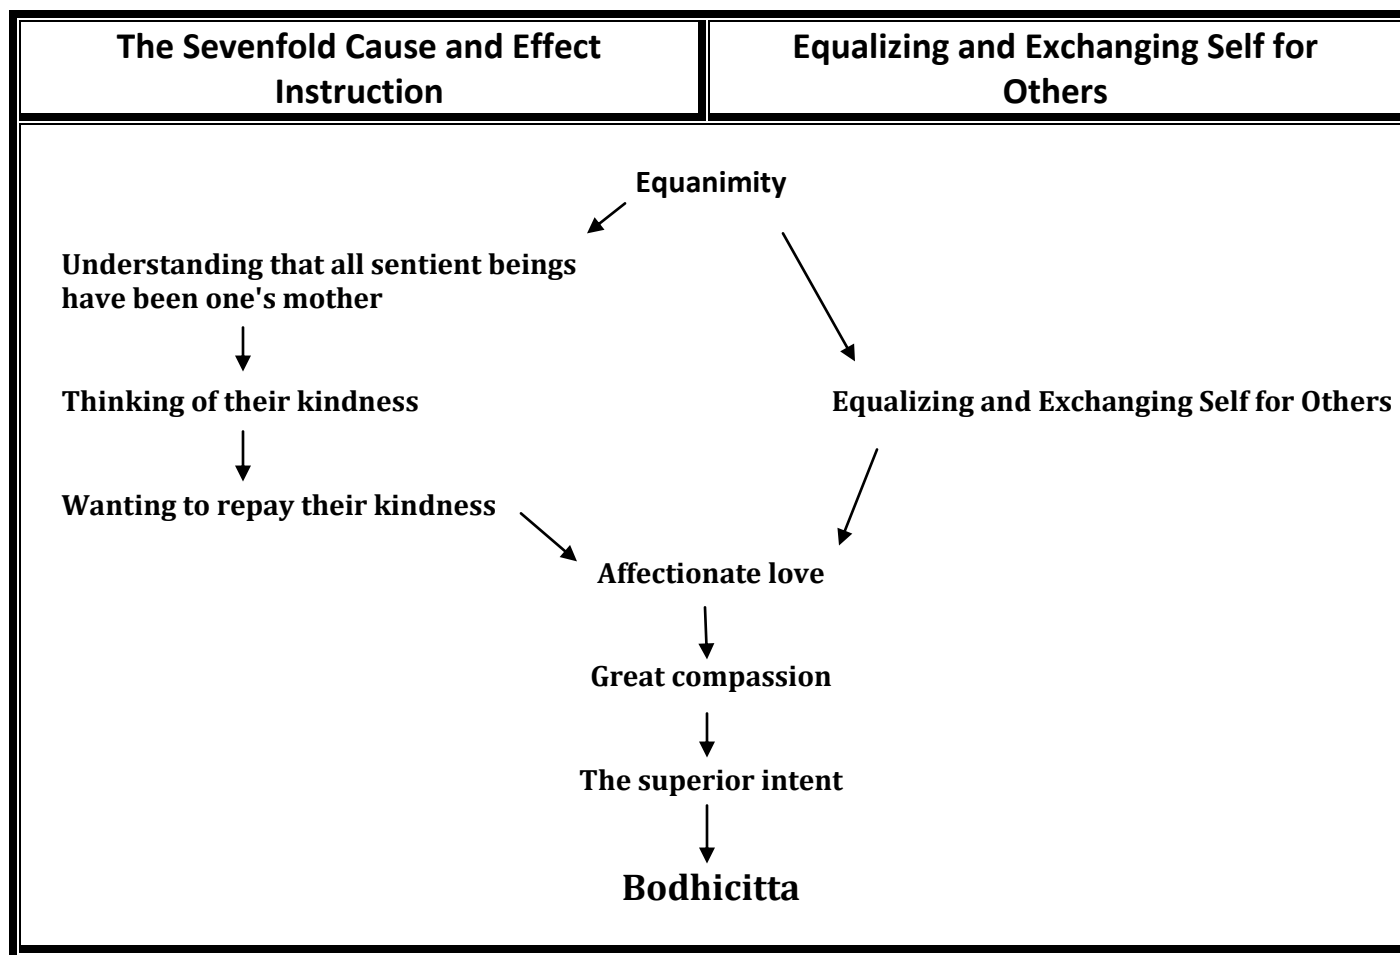 The Sevenfold Cause and Effect
Instruction
Equalizing and Exchanging Self for
Others
Equanimity
Understanding that all sentient beings
have been one's mother
Thinking of their kindness
Equalizing and Exchanging Self for Others
Wanting to repay their kindness
Affectionate love
Great compassion
The superior intent
Bodhicitta